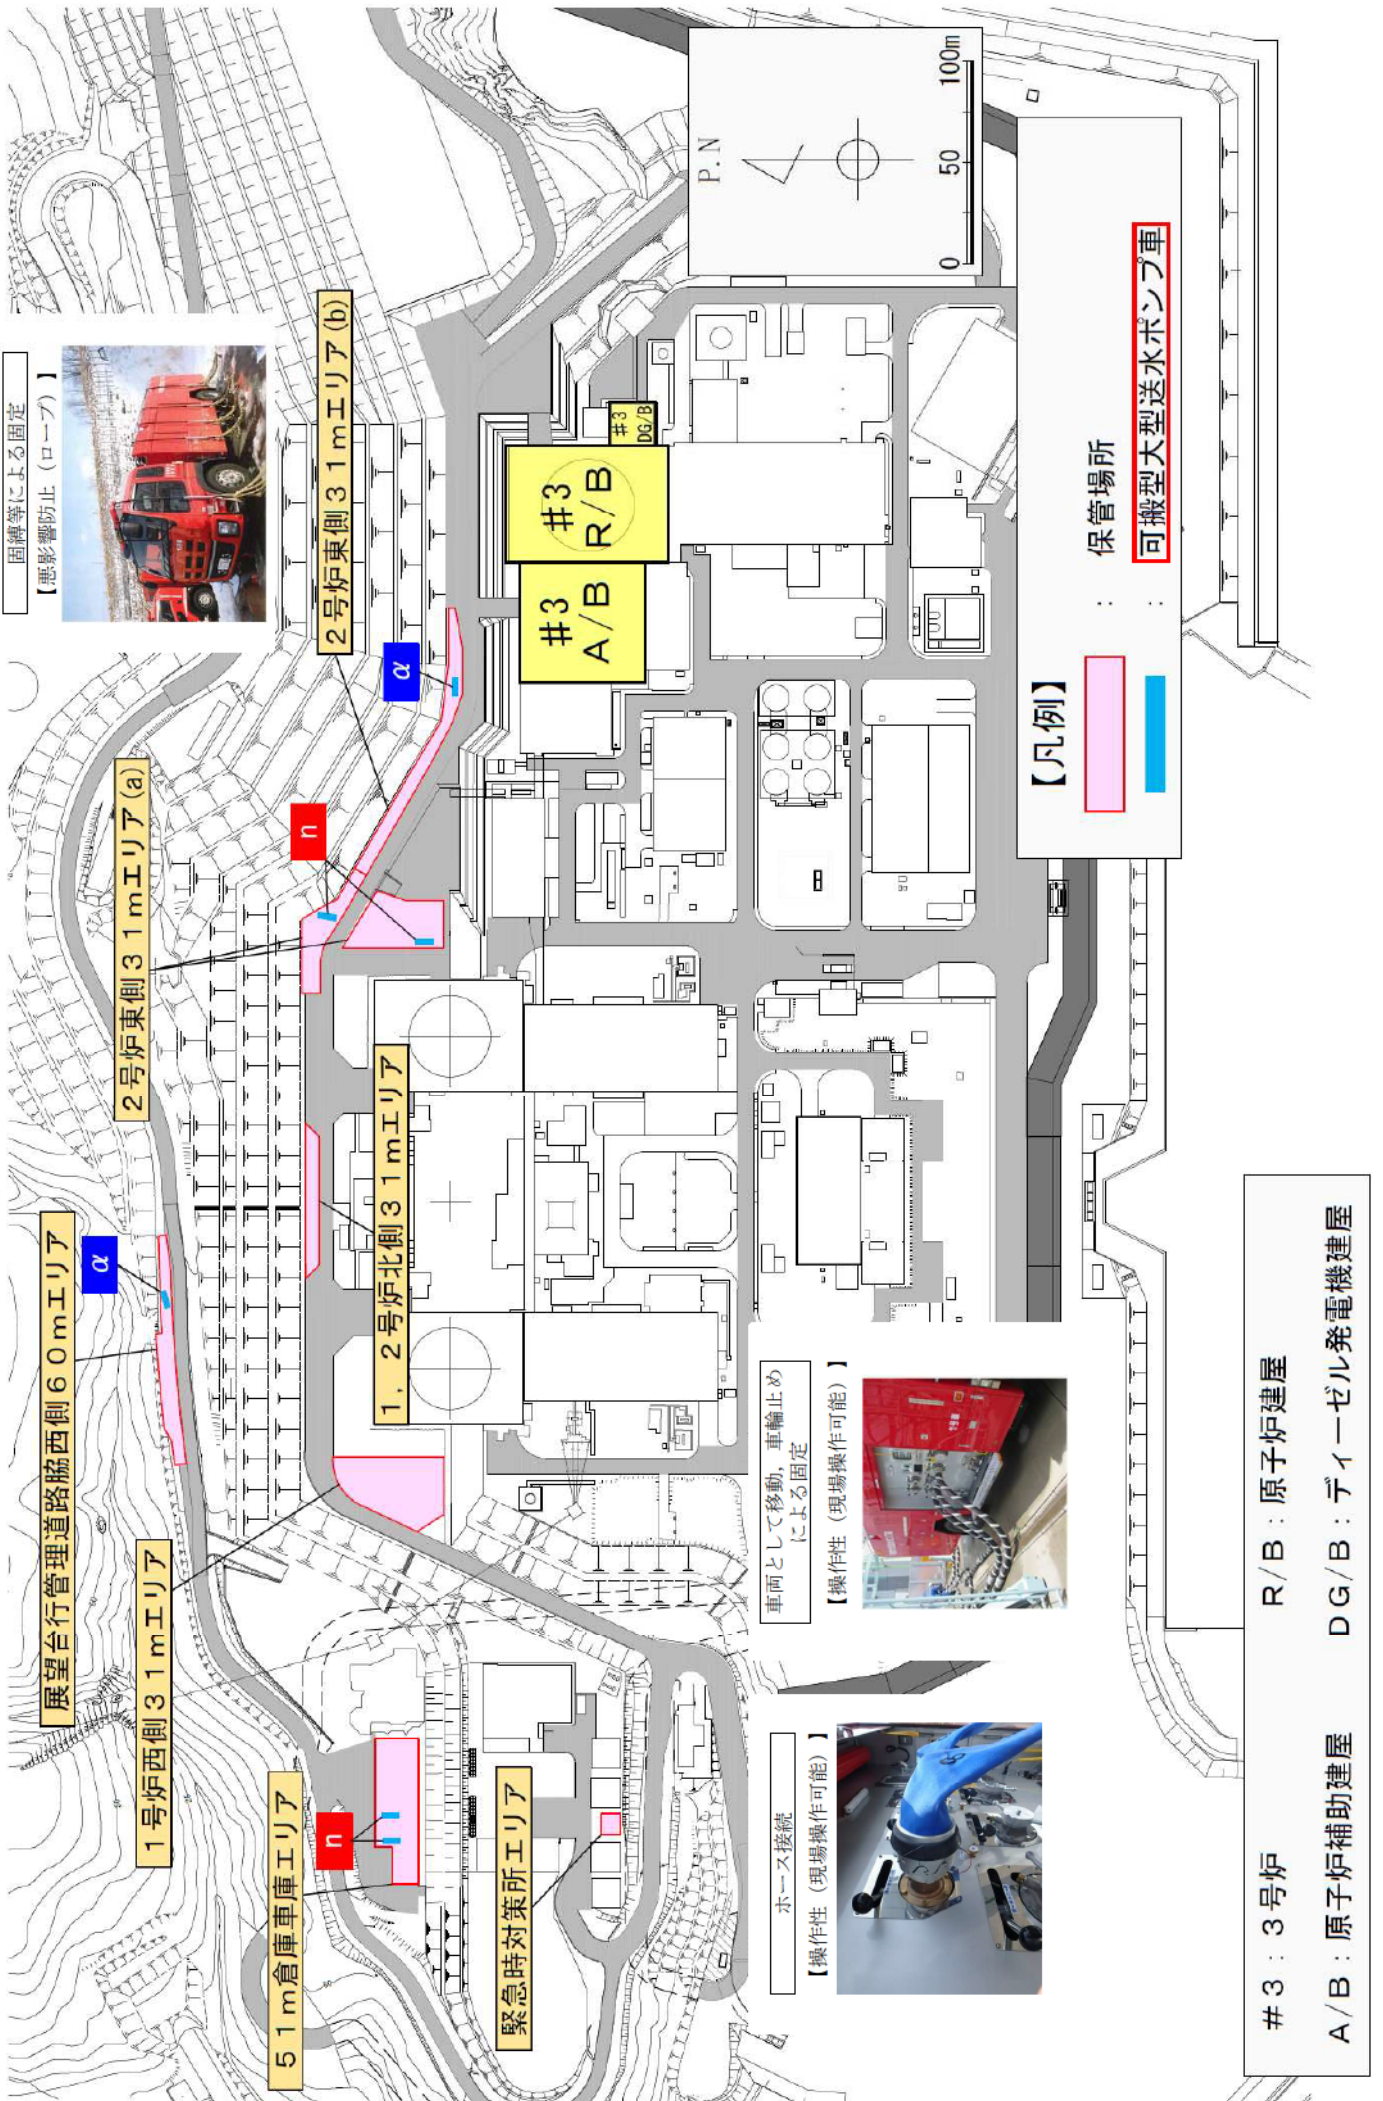 固縛等による固定
【悪影響防止（ロープ）】
展望台行管理道路脇西側60mエリア
α
2号炉東側31mエリア(a)
2号炉東側31mエリア(b)
n
α
1号炉西側31mエリア
1，2号炉北側31mエリア
51m倉庫車庫エリア
n
緊急時対策所エリア
#3
A/B
#3
R/B
#3
DG/B
P.N
0 50 100m
ホース接続
【操作性（現場操作可能）】
車両として移動，車輪止め
による固定
【操作性（現場操作可能）】
【凡例】
： 保管場所
： 可搬型大型送水ポンプ車
#3：3号炉 R/B：原子炉建屋
A/B：原子炉補助建屋 DG/B：ディーゼル発電機建屋